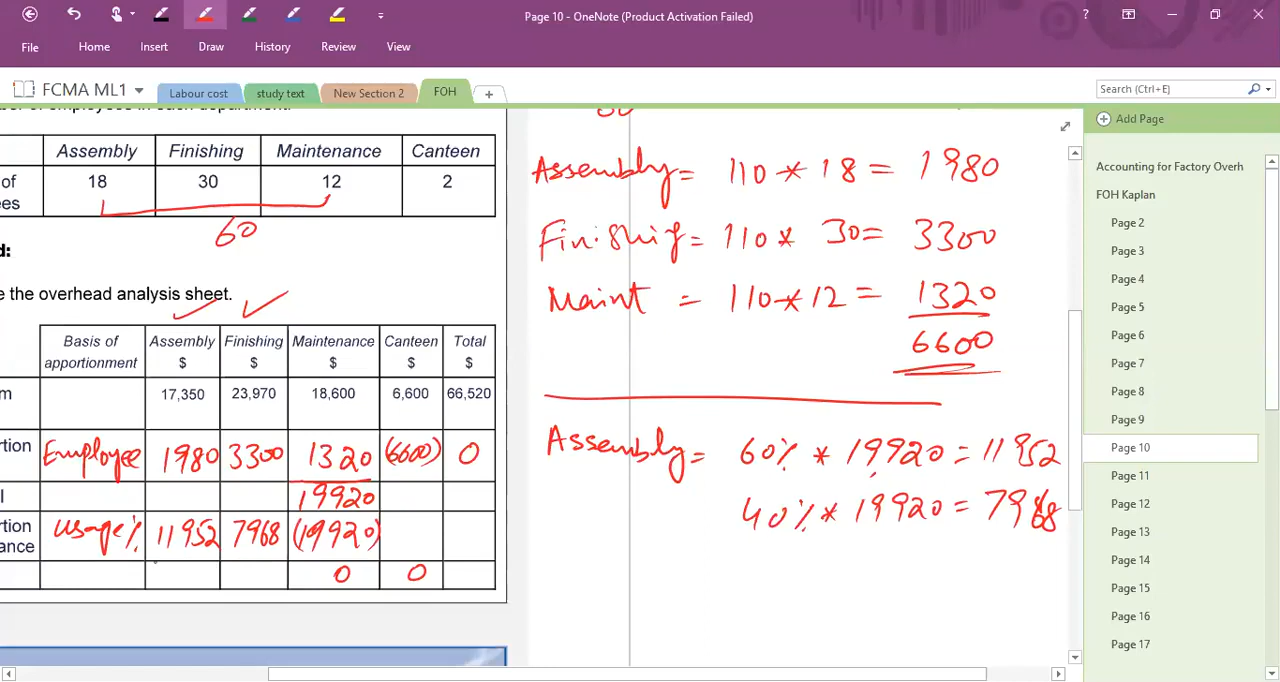 Page 10 - OneNote (Product Activation Failed)
?
File Home Insert Draw History Review View
FCMA ML1 Labour cost study text New Section 2 FOH +
Search (Ctrl+E)
Add Page
Accounting for Factory Overh
FOH Kaplan
Page 2
Page 3
Page 4
Page 5
Page 6
Page 7
Page 8
Page 9
Page 10
Page 11
Page 12
Page 13
Page 14
Page 15
Page 16
Page 17
Assembly Finishing Maintenance Canteen
of 18 30 12 2
ees
60
d:
e the overhead analysis sheet.
Basis of Assembly Finishing Maintenance Canteen Total
apportionment $ $ $ $ $
m 17,350 23,970 18,600 6,600 66,520
rtion Employee 1980 3300 1320 (6600) 0
l 19920
rtion Usage% 11952 7968 (19920)
nance
0 0
Assembly = 110 * 18 = 1980
Finishing = 110 * 30 = 3300
Maint = 110 * 12 = 1320
6600
Assembly = 60% * 19920 = 11952
40% * 19920 = 7968